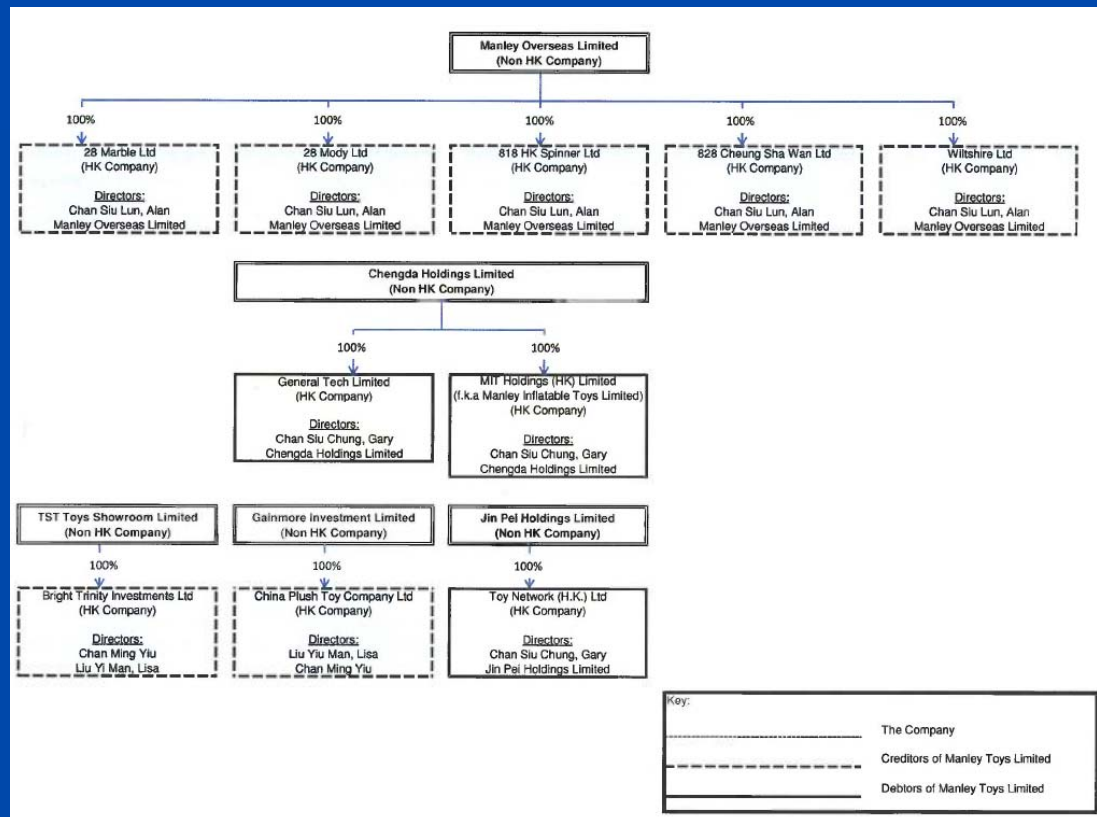 Manley Overseas Limited
(Non HK Company)
100%
100%
100%
100%
100%
28 Marble Ltd
(HK Company)
Directors:
Chan Siu Lun, Alan
Manley Overseas Limited
28 Mody Ltd
(HK Company)
Directors:
Chan Siu Lun, Alan
Manley Overseas Limited
818 HK Spinner Ltd
(HK Company)
Directors:
Chan Siu Lun, Alan
Manley Overseas Limited
828 Cheung Sha Wan Ltd
(HK Company)
Directors:
Chan Siu Lun, Alan
Manley Overseas Limited
Wiltshire Ltd
(HK Company)
Directors:
Chan Siu Lun, Alan
Manley Overseas Limited
Chengda Holdings Limited
(Non HK Company)
100%
100%
General Tech Limited
(HK Company)
Directors:
Chan Siu Chung, Gary
Chengda Holdings Limited
MIT Holdings (HK) Limited
(f.k.a Manley Inflatable Toys Limited)
(HK Company)
Directors:
Chan Siu Chung, Gary
Chengda Holdings Limited
TST Toys Showroom Limited
(Non HK Company)
Gainmore Investment Limited
(Non HK Company)
Jin Pei Holdings Limited
(Non HK Company)
100%
100%
100%
Bright Trinity Investments Ltd
(HK Company)
Directors:
Chan Ming Yiu
Liu Yi Man, Lisa
China Plush Toy Company Ltd
(HK Company)
Directors:
Liu Yiu Man, Lisa
Chan Ming Yiu
Toy Network (H.K.) Ltd
(HK Company)
Directors:
Chan Siu Chung, Gary
Jin Pei Holdings Limited
Key:
The Company
Creditors of Manley Toys Limited
Debtors of Manley Toys Limited